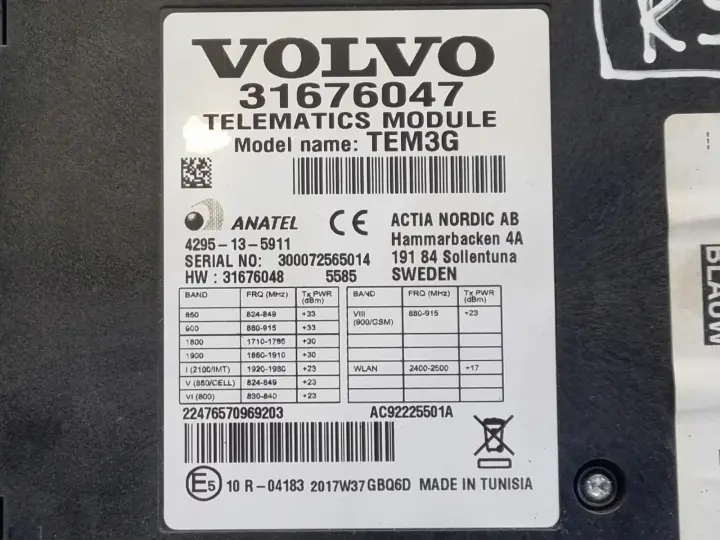 VOLVO
31676047
TELEMATICS MODULE
Model name: TEM3G
ANATEL
CE
4295-13-5911
SERIAL NO: 300072565014
HW : 31676048 5585
ACTIA NORDIC AB
Hammarbacken 4A
191 84 Sollentuna
SWEDEN
BAND FRQ (MHz) Tx PWR (dBm)
850 824-849 +33
900 880-915 +33
1800 1710-1785 +30
1900 1850-1910 +30
I (2100/IMT) 1920-1980 +23
V (850/CELL) 824-849 +23
VI (800) 830-840 +23
BAND FRQ (MHz) Tx PWR (dBm)
VIII (900/GSM) 880-915 +23
WLAN 2400-2500 +17
22476570969203 AC92225501A
E5 10 R-04183 2017W37 GBQ6D MADE IN TUNISIA
BLAUW